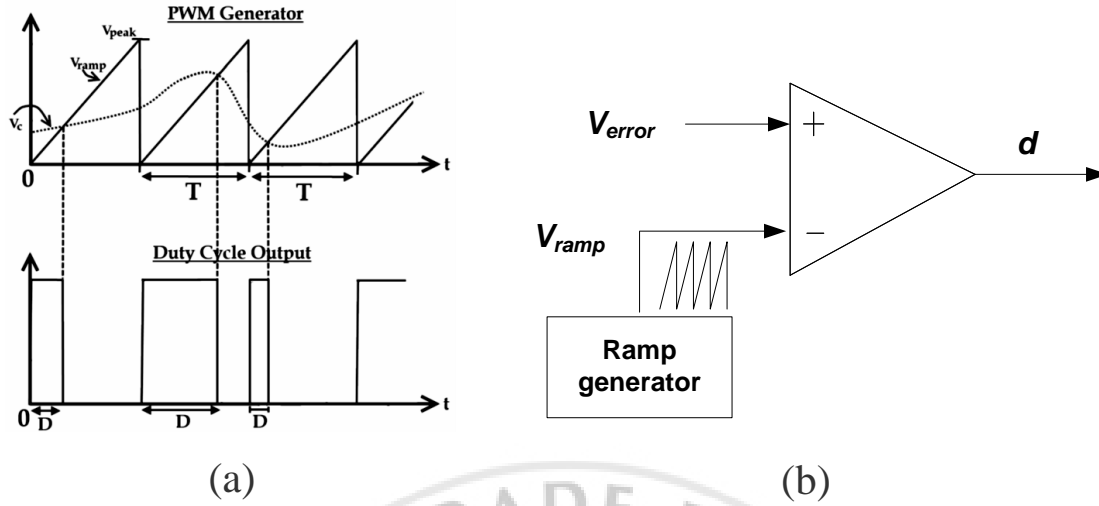 PWM Generator
Vpeak
Vramp
Vc
0
t
T
T
Duty Cycle Output
0
t
D
D
D
(a)
Verror
+
d
Vramp
−
Ramp
generator
(b)